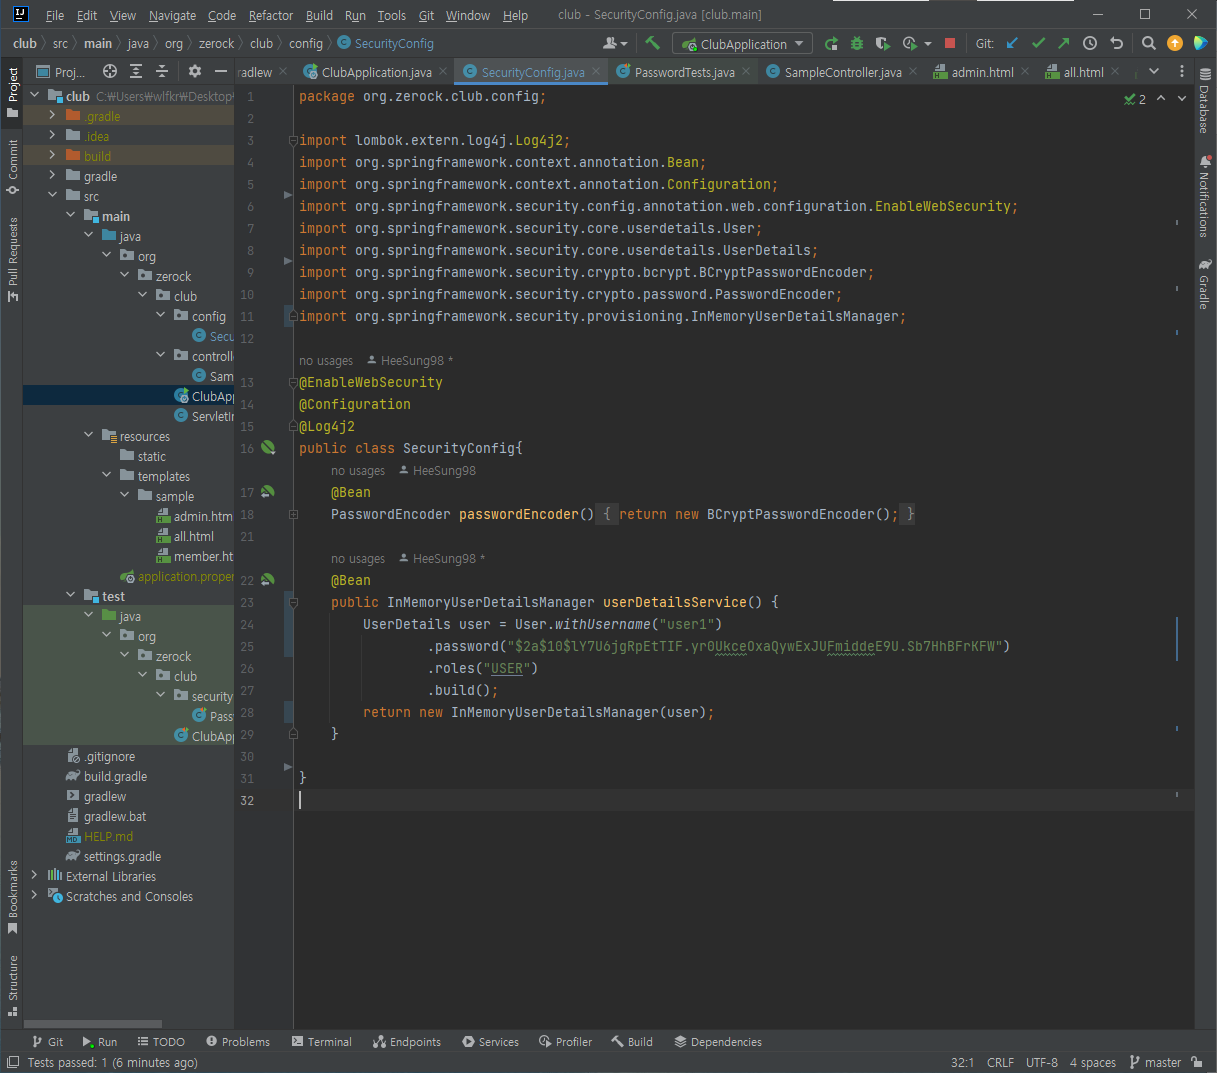 File Edit View Navigate Code Refactor Build Run Tools Git Window Help club - SecurityConfig.java [club.main]
club src main java org zerock club config SecurityConfig ClubApplication Git:
Project
Proj...
radlew ClubApplication.java SecurityConfig.java PasswordTests.java SampleController.java admin.html all.html
club C:₩Users₩wlfkr₩Desktop₩
.gradle
.idea
build
gradle
src
main
java
org
zerock
club
config
Secu
controlle
Sam
ClubApp
ServletIn
resources
static
templates
sample
admin.htm
all.html
member.ht
application.proper
test
java
org
zerock
club
security
Pass
ClubApp
.gitignore
build.gradle
gradlew
gradlew.bat
HELP.md
settings.gradle
External Libraries
Scratches and Consoles
Commit
Pull Requests
Bookmarks
Structure
1 package org.zerock.club.config;
2
3 import lombok.extern.log4j.Log4j2;
4 import org.springframework.context.annotation.Bean;
5 import org.springframework.context.annotation.Configuration;
6 import org.springframework.security.config.annotation.web.configuration.EnableWebSecurity;
7 import org.springframework.security.core.userdetails.User;
8 import org.springframework.security.core.userdetails.UserDetails;
9 import org.springframework.security.crypto.bcrypt.BCryptPasswordEncoder;
10 import org.springframework.security.crypto.password.PasswordEncoder;
11 import org.springframework.security.provisioning.InMemoryUserDetailsManager;
12
no usages HeeSung98 *
13 @EnableWebSecurity
14 @Configuration
15 @Log4j2
16 public class SecurityConfig{
no usages HeeSung98
17 @Bean
18 PasswordEncoder passwordEncoder() { return new BCryptPasswordEncoder(); }
21
no usages HeeSung98 *
22 @Bean
23 public InMemoryUserDetailsManager userDetailsService() {
24 UserDetails user = User.withUsername("user1")
25 .password("$2a$10$lY7U6jgRpEtTIF.yr0UkceOxaQywExJUFmiddeE9U.Sb7HhBFrKFW")
26 .roles("USER")
27 .build();
28 return new InMemoryUserDetailsManager(user);
29 }
30
31 }
32
2
Database
Notifications
Gradle
Git Run TODO Problems Terminal Endpoints Services Profiler Build Dependencies
Tests passed: 1 (6 minutes ago) 32:1 CRLF UTF-8 4 spaces master